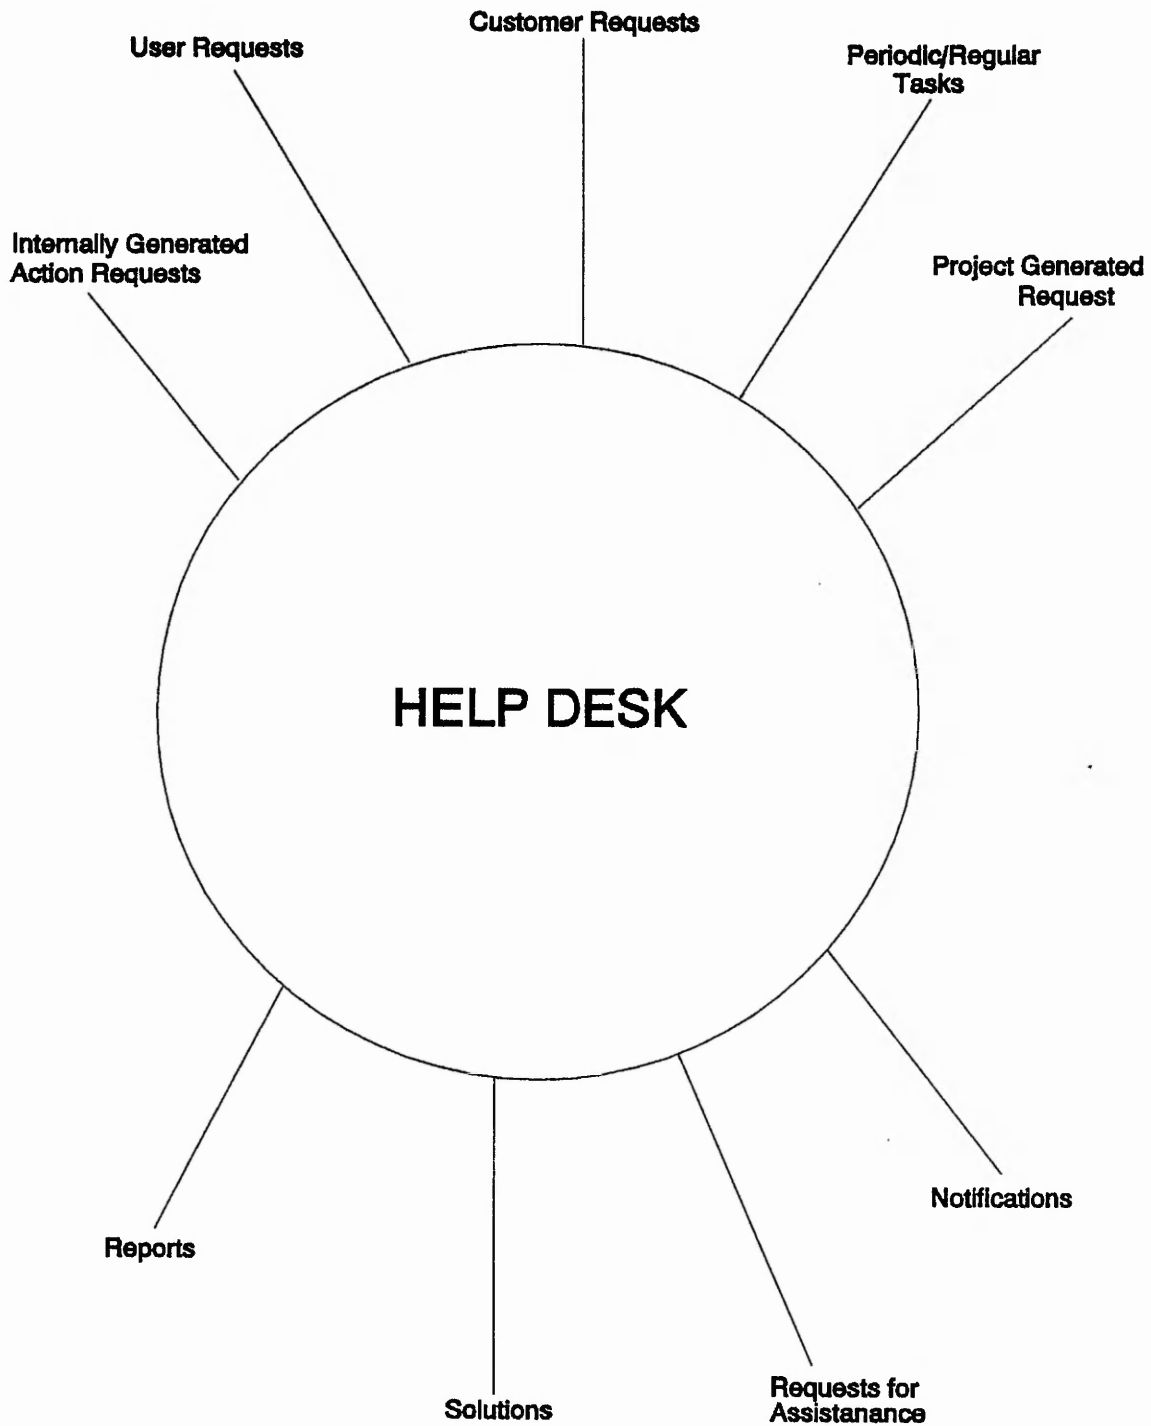 Customer Requests
User Requests
Periodic/Regular
Tasks
Internally Generated
Action Requests
Project Generated
Request
HELP DESK
Notifications
Reports
Requests for
Assistanance
Solutions